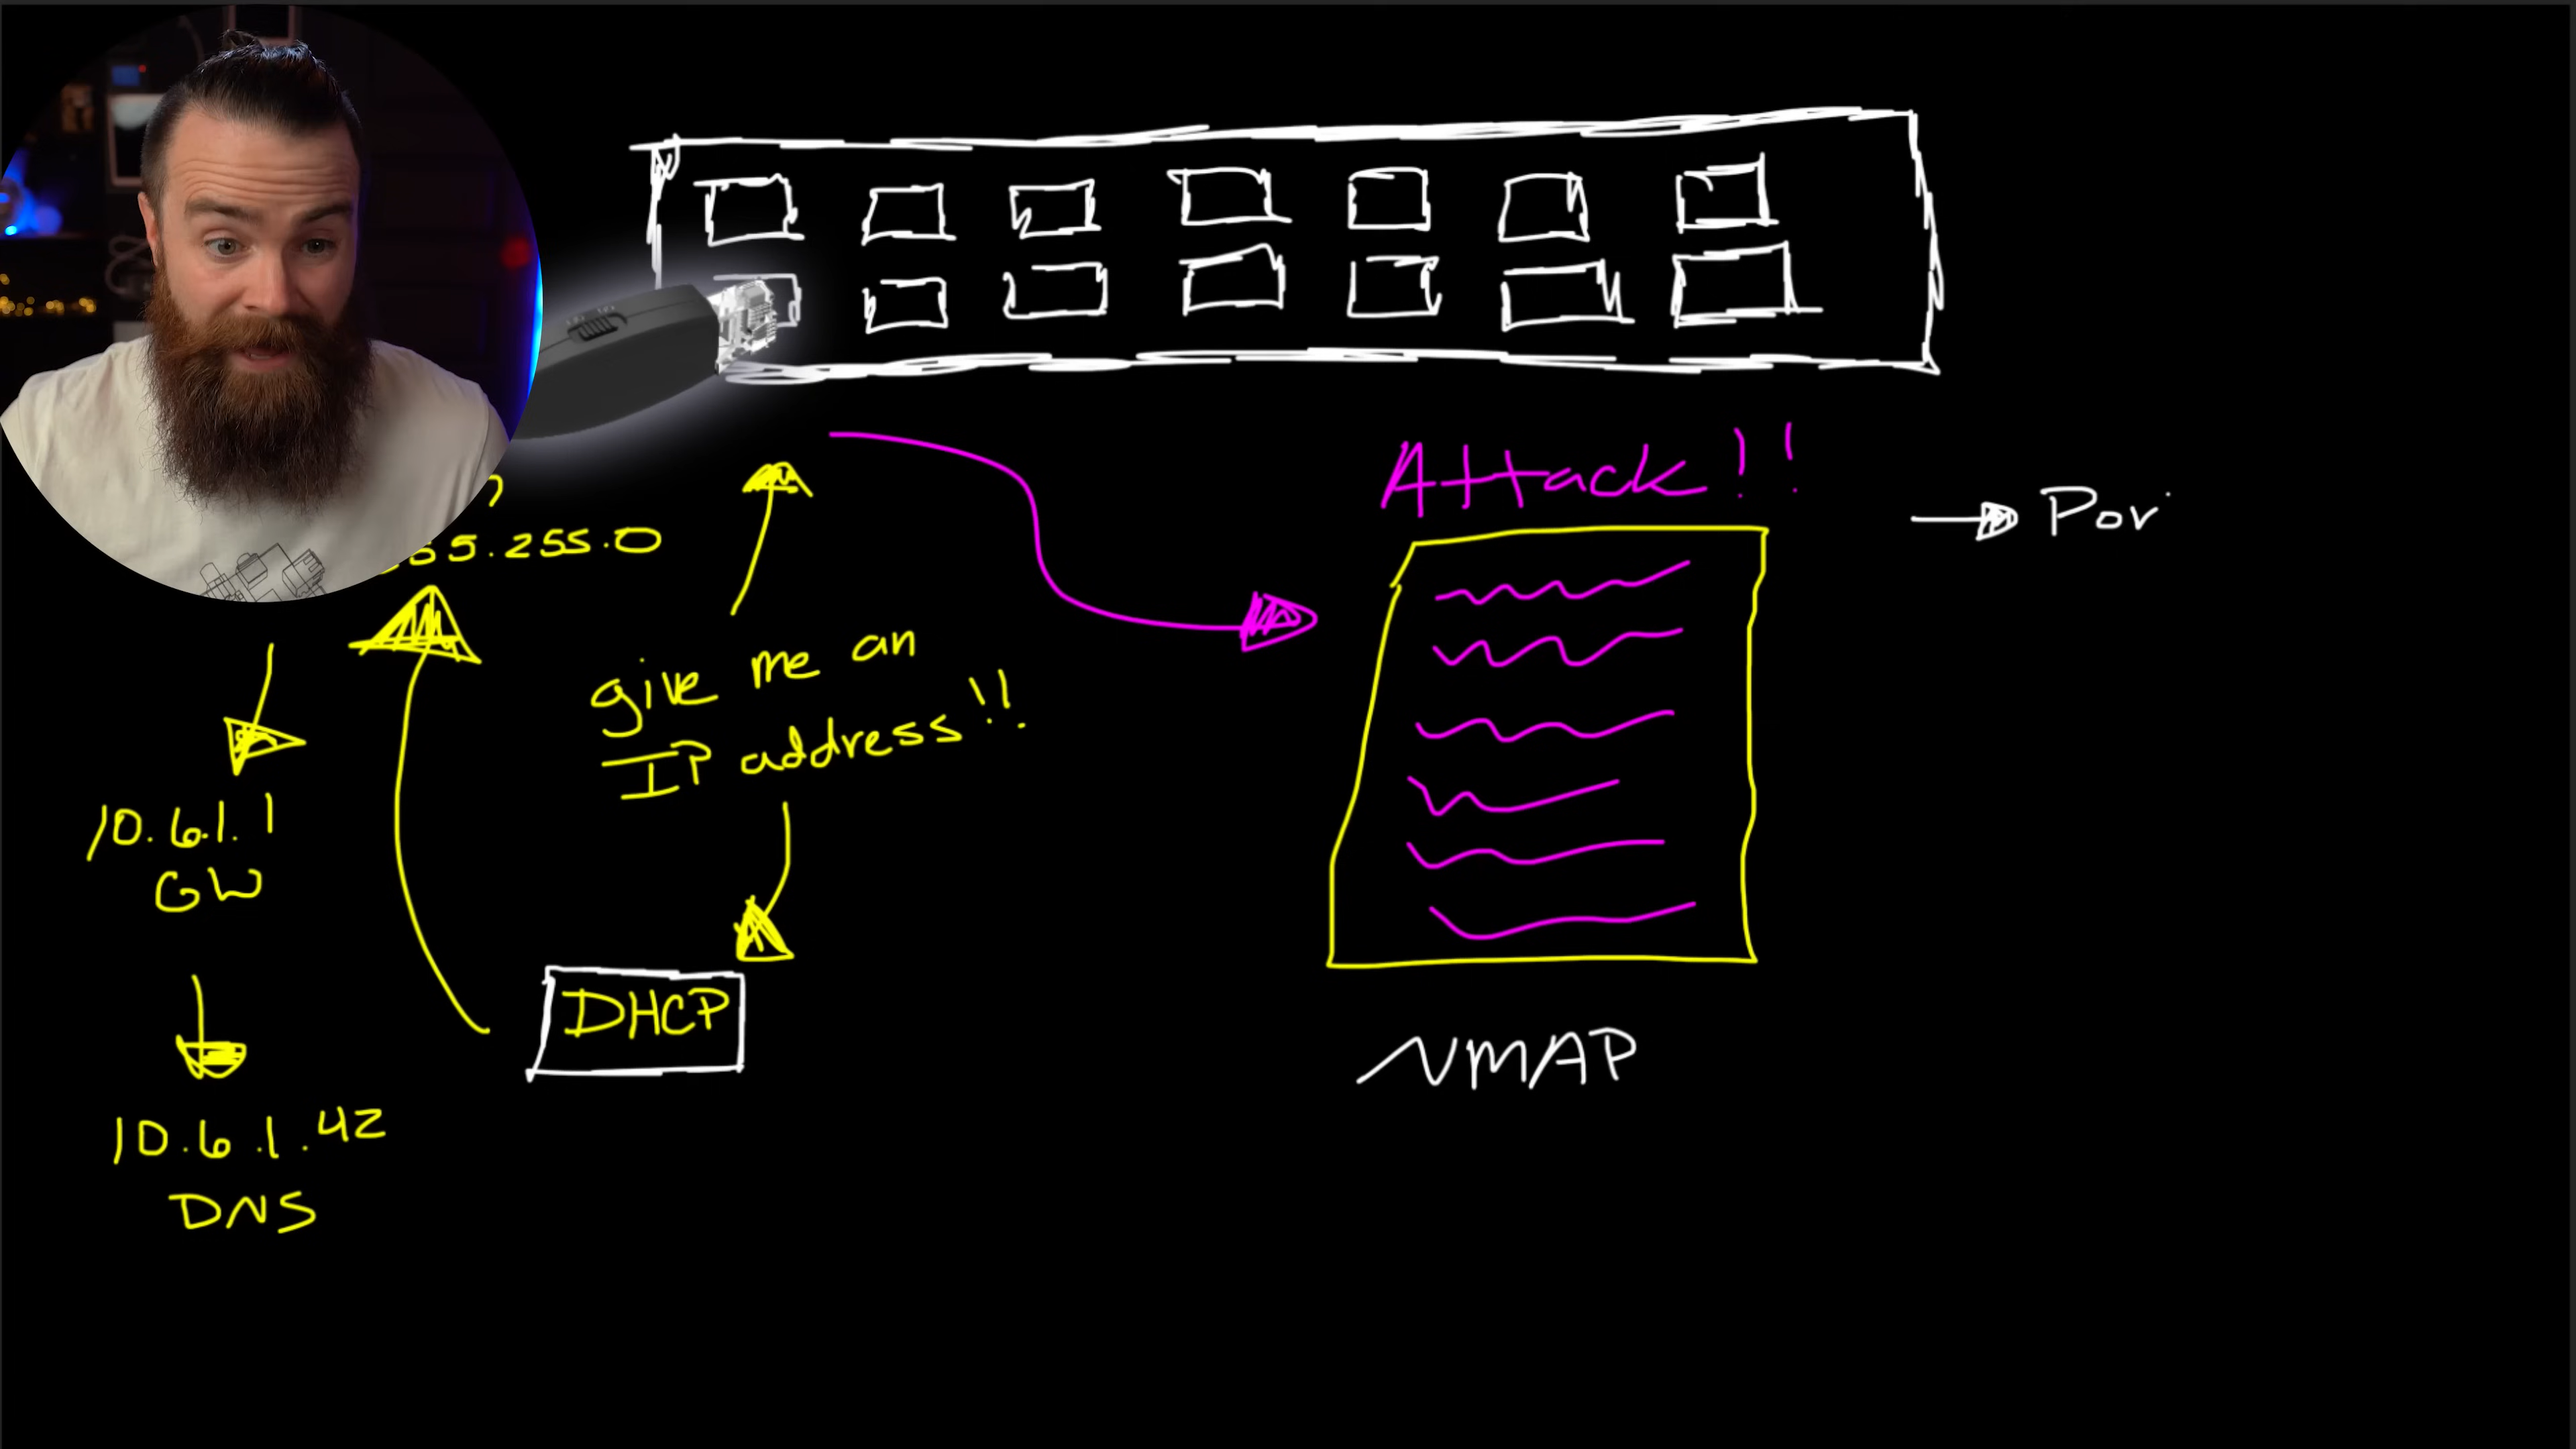 55.255.0
give me an
IP address!!
10.6.1.1
GW
10.6.1.42
DNS
DHCP
Attack!!
NMAP
Por